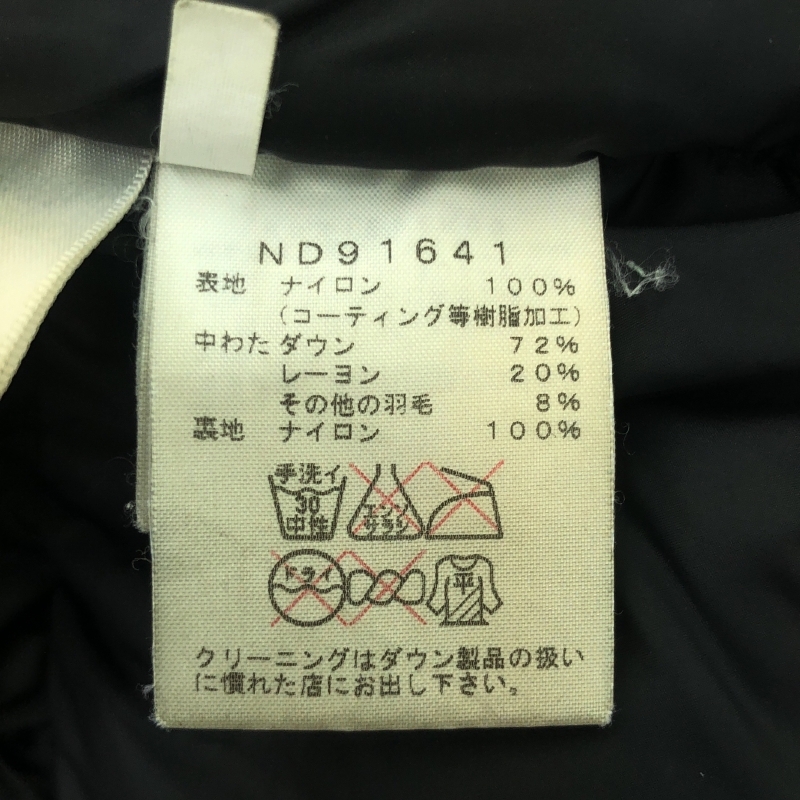 ND91641
表地 ナイロン 100%
(コーティング等樹脂加工)
中わた ダウン 72%
レーヨン 20%
その他の羽毛 8%
裏地 ナイロン 100%
手洗イ
30
中性
エンソ
サラシ
ドライ
平
クリーニングはダウン製品の扱い
に慣れた店にお出し下さい。